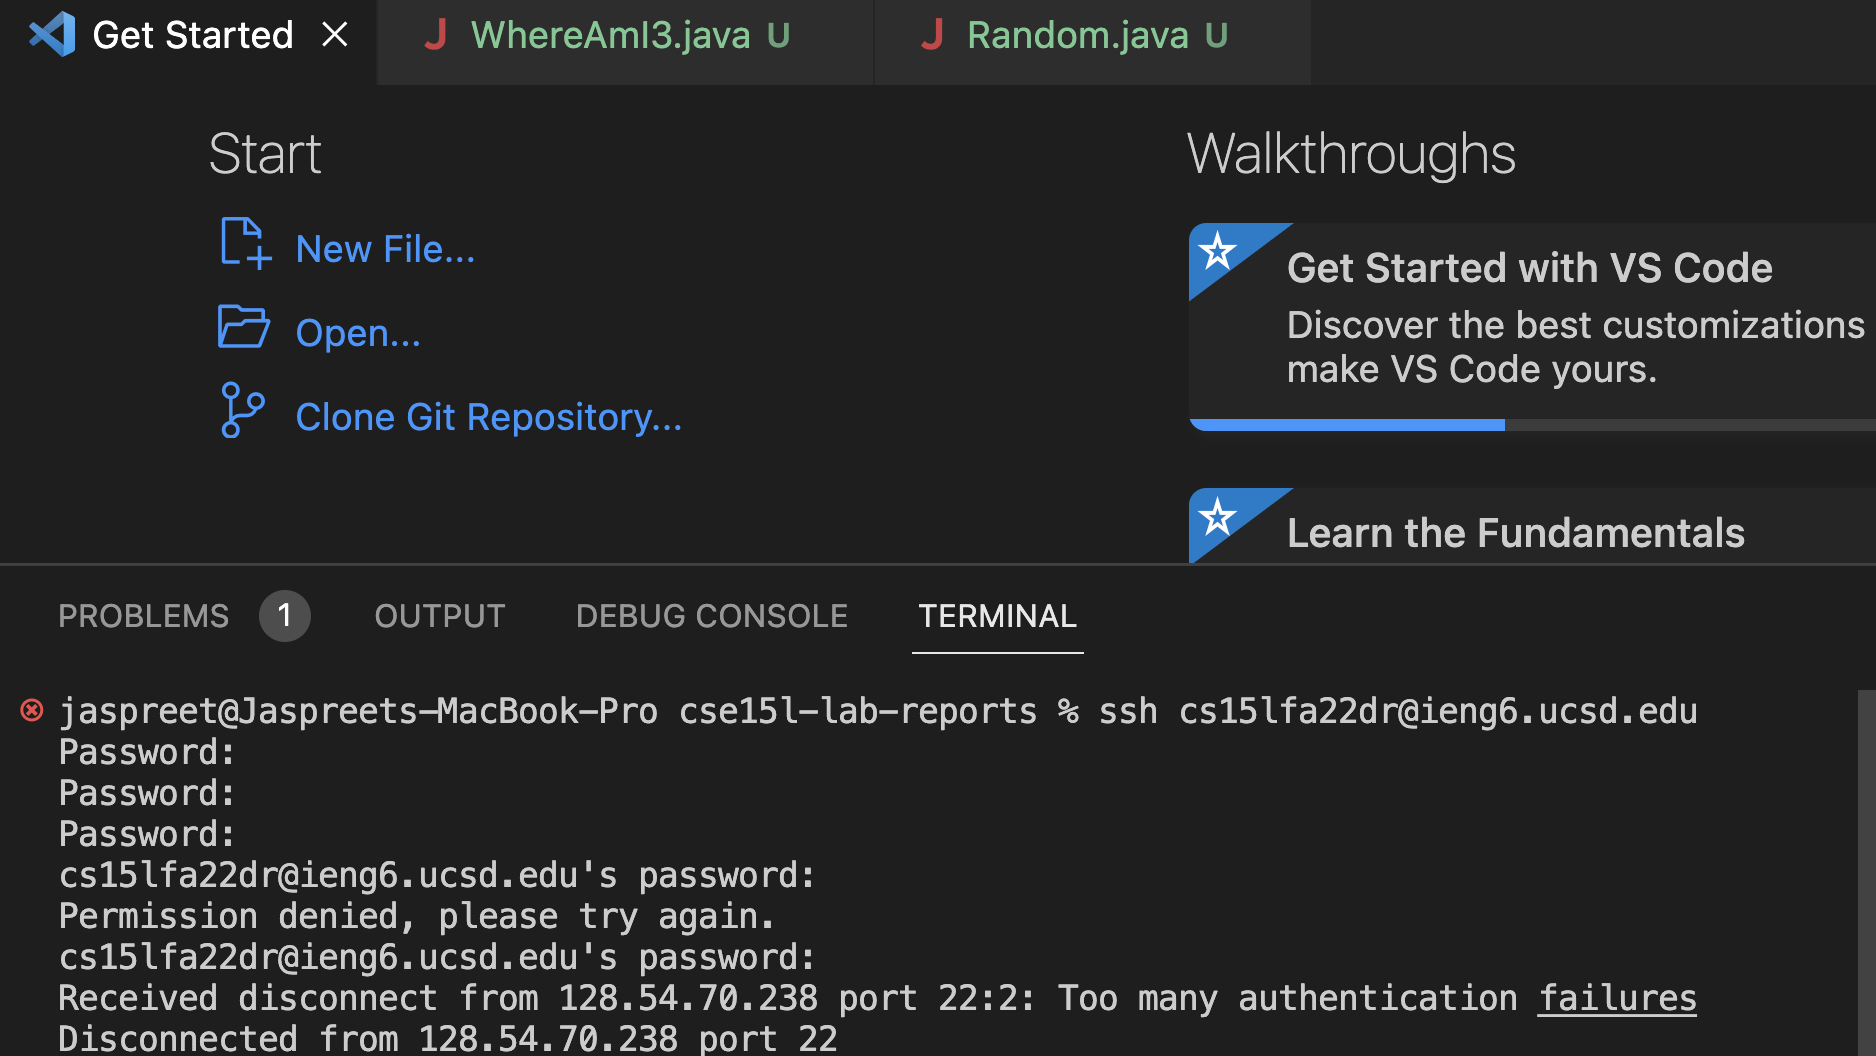 Get Started
WhereAmI3.java U
Random.java U
Start
New File...
Open...
Clone Git Repository...
Walkthroughs
Get Started with VS Code
Discover the best customizations
make VS Code yours.
Learn the Fundamentals
PROBLEMS 1 OUTPUT DEBUG CONSOLE TERMINAL
jaspreet@Jaspreets-MacBook-Pro cse15l-lab-reports % ssh cs15lfa22dr@ieng6.ucsd.edu
Password:
Password:
Password:
cs15lfa22dr@ieng6.ucsd.edu's password:
Permission denied, please try again.
cs15lfa22dr@ieng6.ucsd.edu's password:
Received disconnect from 128.54.70.238 port 22:2: Too many authentication failures
Disconnected from 128.54.70.238 port 22